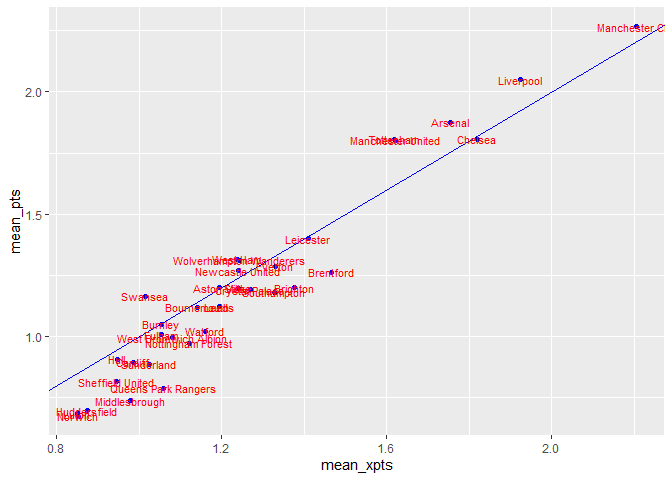 Manchester C
Liverpool
2.0
Arsenal
Tottenham
Manchester United
Chelsea
mean_pts
1.5
Leicester
West Ham
Wolverhampton Wanderers
Everton
Newcastle United
Brentford
Aston Villa
Crystal Palace
Southampton
Brighton
Swansea
Bournemouth
Leeds
Burnley
Watford
1.0
Fulham
West Bromwich Albion
Nottingham Forest
Hull
Cardiff
Sunderland
Sheffield United
Queens Park Rangers
Middlesbrough
Huddersfield
Norwich
0.8
1.2
1.6
2.0
mean_xpts